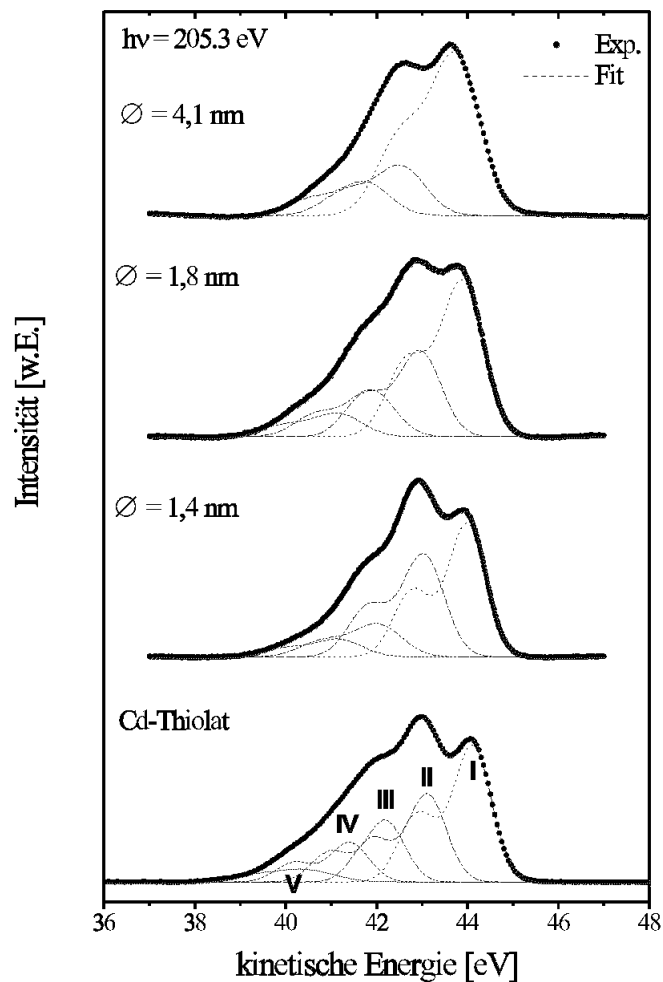 hν = 205.3 eV
Exp.
Fit
∅ = 4,1 nm
∅ = 1,8 nm
∅ = 1,4 nm
Cd-Thiolat
I
II
III
IV
V
Intensität [w.E.]
36 38 40 42 44 46 48
kinetische Energie [eV]